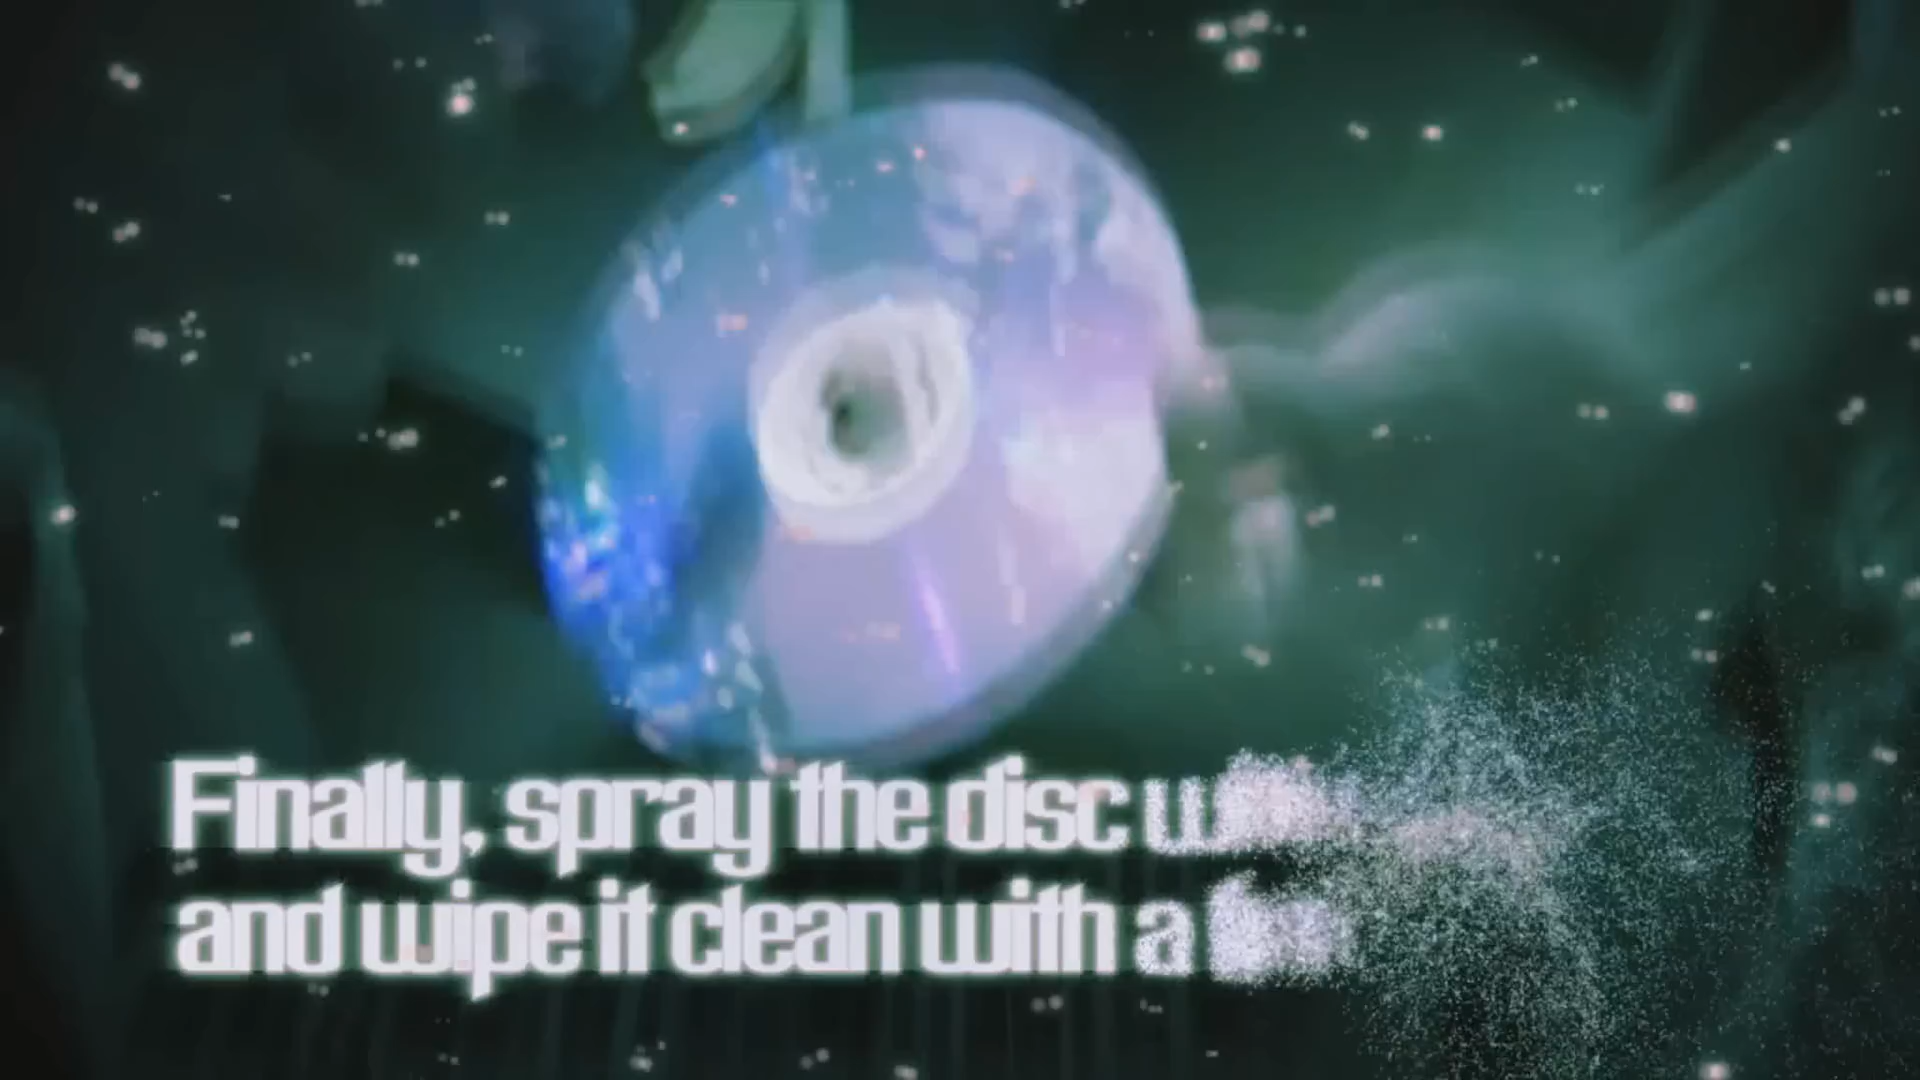 Finally, spray the disc
and wipe it clean with a